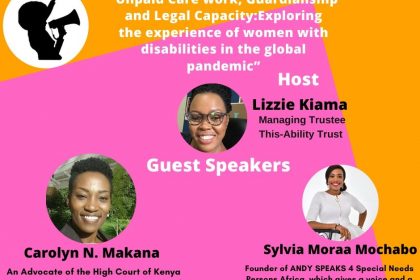 Unpaid Care work, Guardianship
and Legal Capacity:Exploring
the experience of women with
disabilities in the global
pandemic”
Host
Lizzie Kiama
Managing Trustee
This-Ability Trust
Guest Speakers
Carolyn N. Makana
An Advocate of the High Court of Kenya
Sylvia Moraa Mochabo
Founder of ANDY SPEAKS 4 Special Needs
Persons Africa, which gives a voice and a